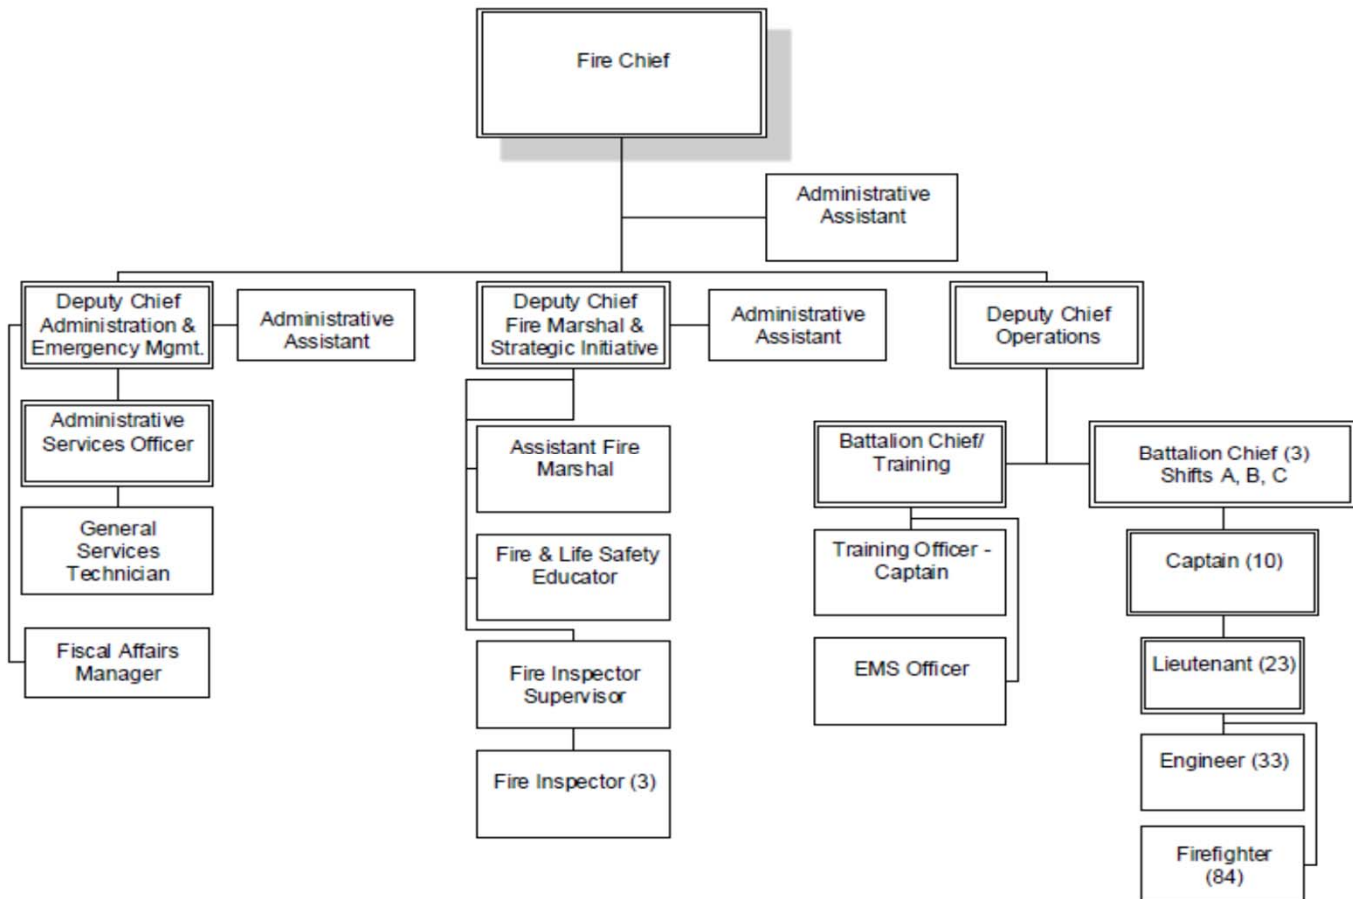 Fire Chief
Administrative
Assistant
Deputy Chief
Administration &
Emergency Mgmt.
Administrative
Assistant
Deputy Chief
Fire Marshal &
Strategic Initiative
Administrative
Assistant
Deputy Chief
Operations
Administrative
Services Officer
General
Services
Technician
Fiscal Affairs
Manager
Assistant Fire
Marshal
Fire & Life Safety
Educator
Fire Inspector
Supervisor
Fire Inspector (3)
Battalion Chief/
Training
Training Officer -
Captain
EMS Officer
Battalion Chief (3)
Shifts A, B, C
Captain (10)
Lieutenant (23)
Engineer (33)
Firefighter
(84)